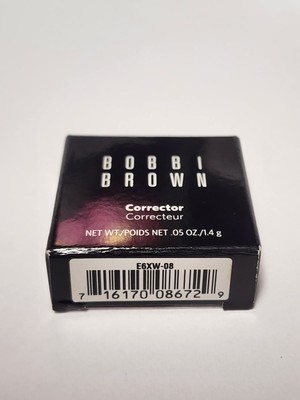 BOBBI
BROWN
Corrector
Correcteur
NET WT./POIDS NET .05 OZ./1.4 g
E6XW-08
7 16170 08672 9